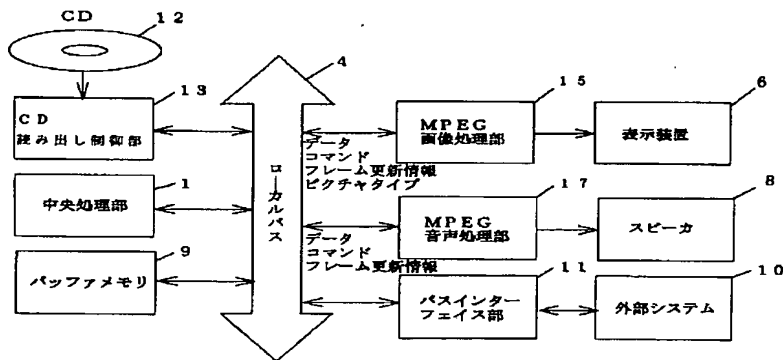 CD
12
13
CD
読み出し制御部
1
中央処理部
9
バッファメモリ
4
ローカルバス
データ
コマンド
フレーム更新情報
ピクチャタイプ
データ
コマンド
フレーム更新情報
15
MPEG
画像処理部
6
表示装置
17
MPEG
音声処理部
8
スピーカ
11
バスインター
フェイス部
10
外部システム